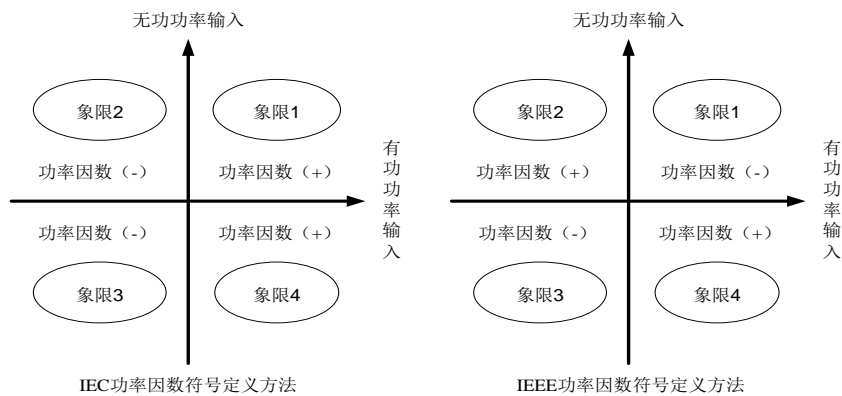 无功功率输入
无功功率输入
象限2
象限1
象限2
象限1
有功功率输入
有功功率输入
功率因数（-）
功率因数（+）
功率因数（+）
功率因数（-）
功率因数（-）
功率因数（+）
功率因数（-）
功率因数（+）
象限3
象限4
象限3
象限4
IEC功率因数符号定义方法
IEEE功率因数符号定义方法